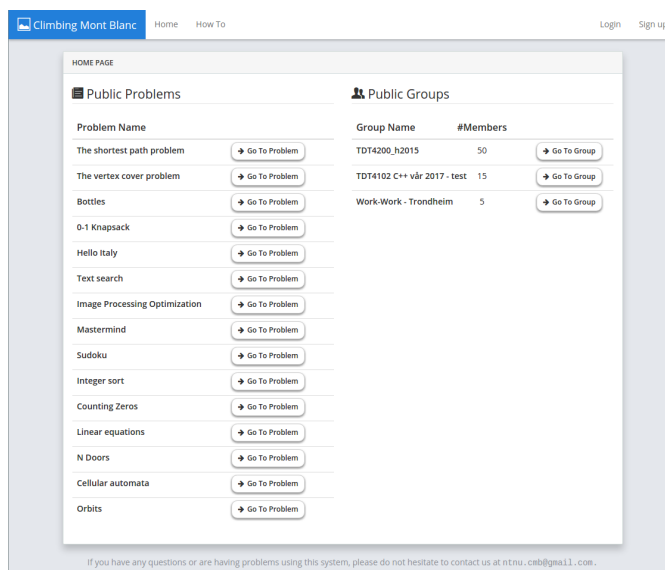 Climbing Mont Blanc Home How To Login Sign up
HOME PAGE
Public Problems
Problem Name
The shortest path problem Go To Problem
The vertex cover problem Go To Problem
Bottles Go To Problem
0-1 Knapsack Go To Problem
Hello Italy Go To Problem
Text search Go To Problem
Image Processing Optimization Go To Problem
Mastermind Go To Problem
Sudoku Go To Problem
Integer sort Go To Problem
Counting Zeros Go To Problem
Linear equations Go To Problem
N Doors Go To Problem
Cellular automata Go To Problem
Orbits Go To Problem
Public Groups
Group Name #Members
TDT4200_h2015 50 Go To Group
TDT4102 C++ vår 2017 - test 15 Go To Group
Work-Work - Trondheim 5 Go To Group
If you have any questions or are having problems using this system, please do not hesitate to contact us at ntnu.cmb@gmail.com.